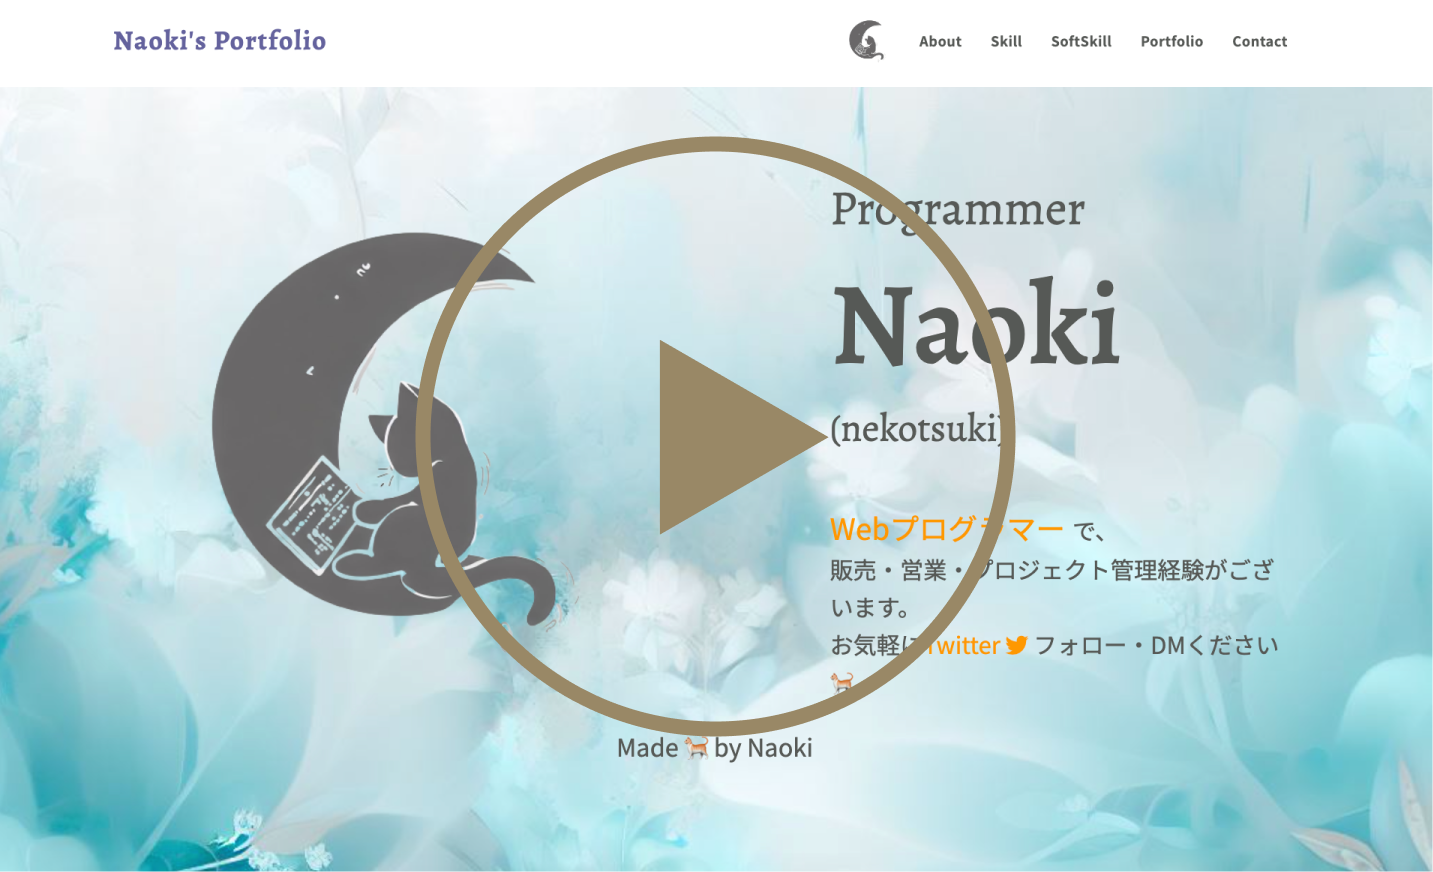 Naoki's Portfolio
About Skill SoftSkill Portfolio Contact
Programmer
Naoki
(nekotsuki)
Webプログラマー で、
販売・営業・プロジェクト管理経験がござ
います。
お気軽に Twitter フォロー・DMください
🐈
Made 🐈 by Naoki